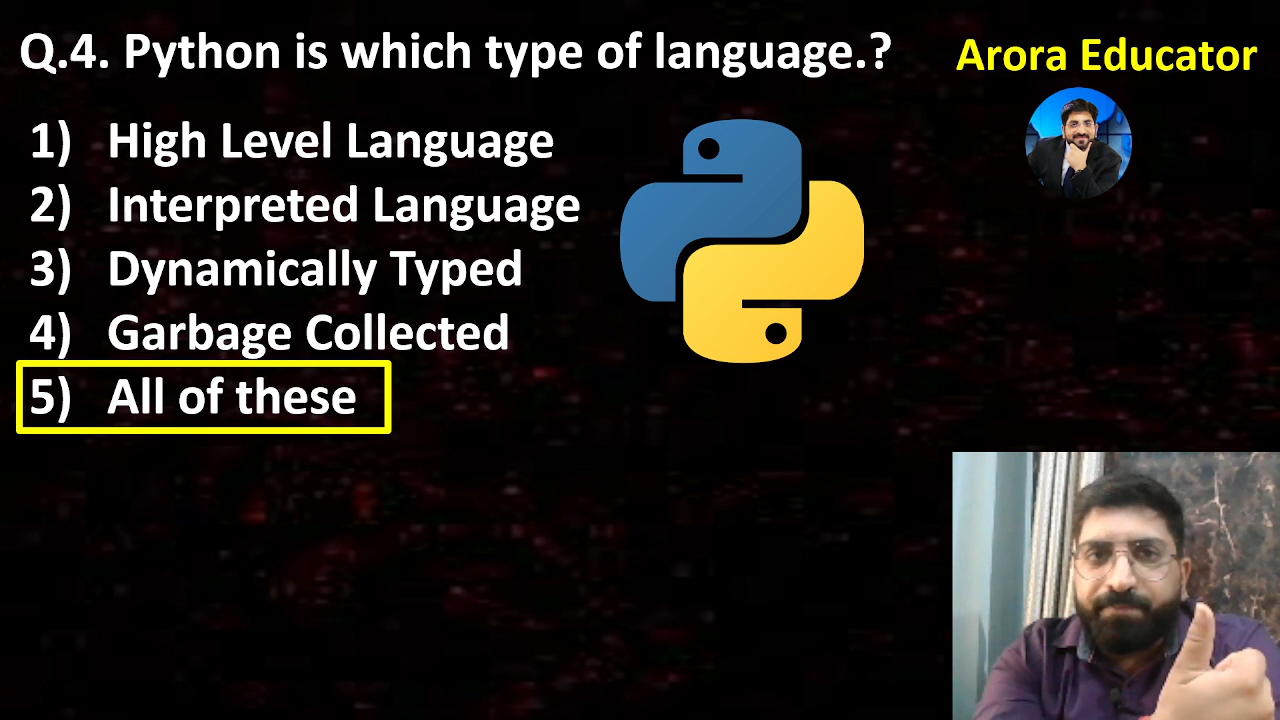 Q.4. Python is which type of language.?
Arora Educator
1) High Level Language
2) Interpreted Language
3) Dynamically Typed
4) Garbage Collected
5) All of these